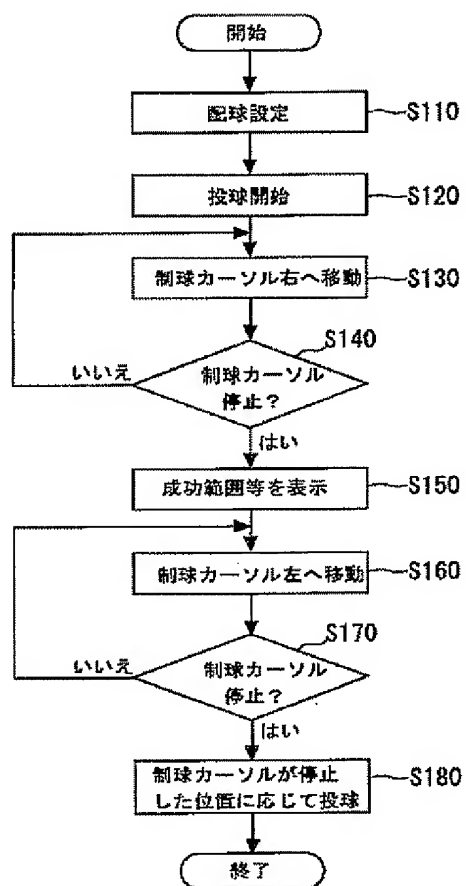 開始
配球設定
S110
投球開始
S120
制球カーソル右へ移動
S130
S140
いいえ
制球カーソル
停止？
はい
成功範囲等を表示
S150
制球カーソル左へ移動
S160
S170
いいえ
制球カーソル
停止？
はい
制球カーソルが停止
した位置に応じて投球
S180
終了